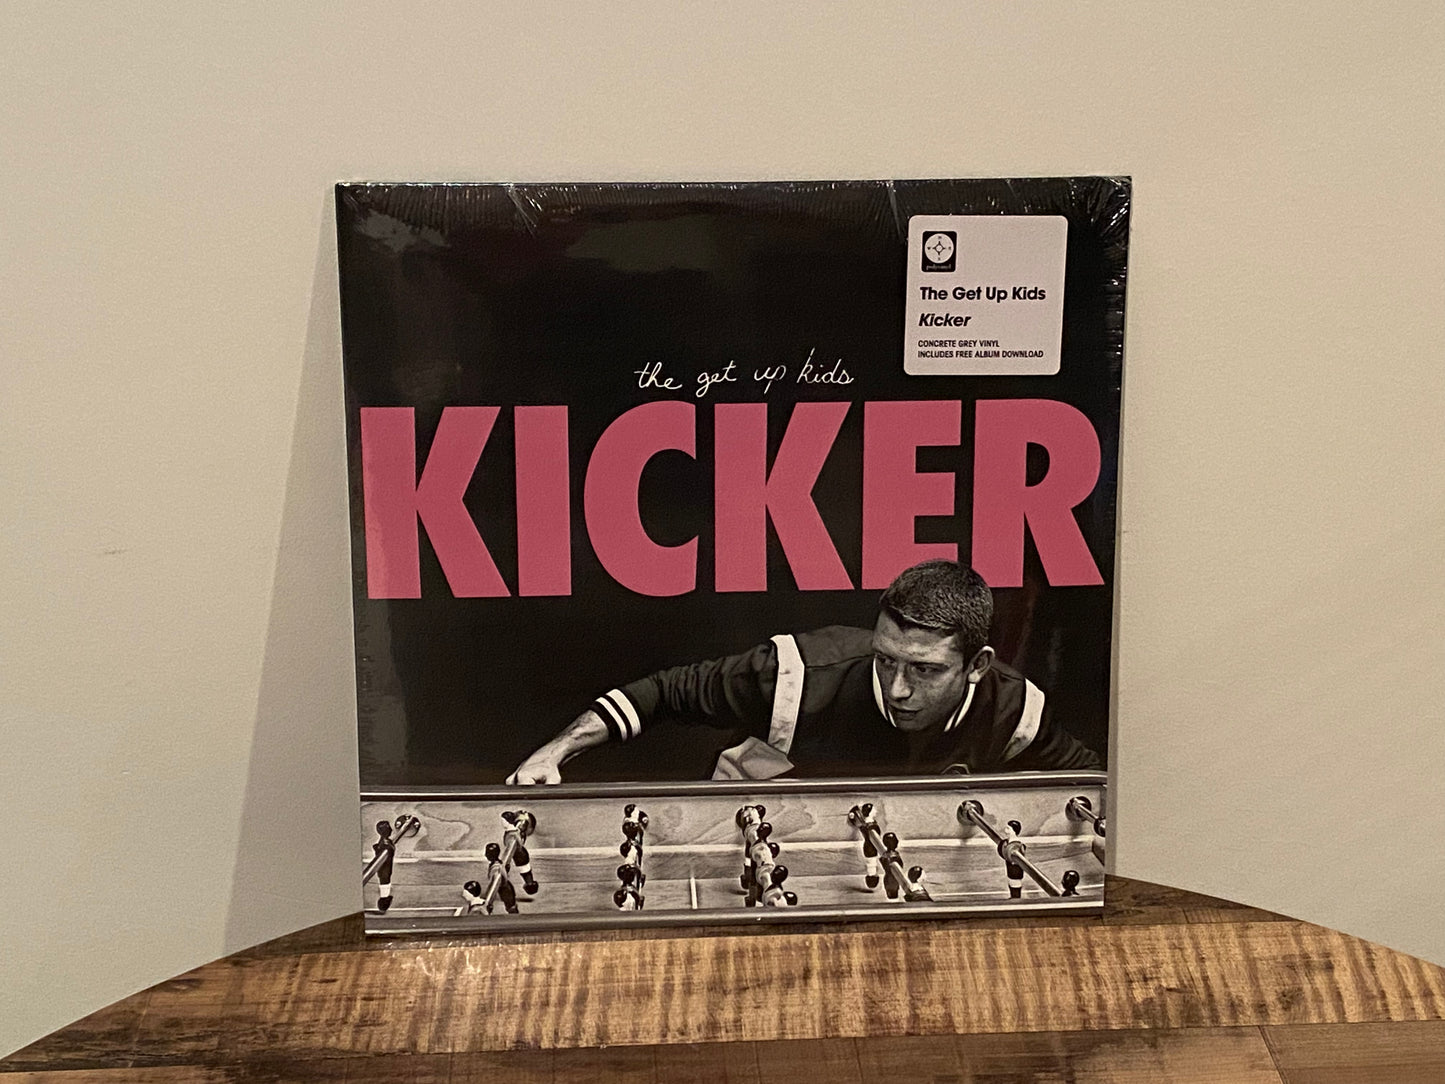 The Get Up Kids
Kicker
CONCRETE GREY VINYL
INCLUDES FREE ALBUM DOWNLOAD
the get up kids
KICKER